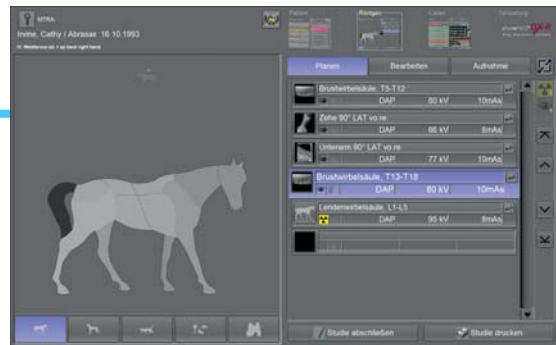 MTRA
Irvine, Cathy / Abraxas 16.10.1993
Patient
Röntgen
Planen
Bearbeiten
Aufnahme
Brustwirbelsäule, T5-T12
DAP 80 kV 10mAs
Zehe 90° LAT vo.re.
DAP 66 kV 8mAs
Unterarm 90° LAT vo.re.
DAP 77 kV 10mAs
Brustwirbelsäule, T13-T18
DAP 80 kV 10mAs
Lendenwirbelsäule, L1-L5
DAP 95 kV 8mAs
Studie abschließen
Studie drucken